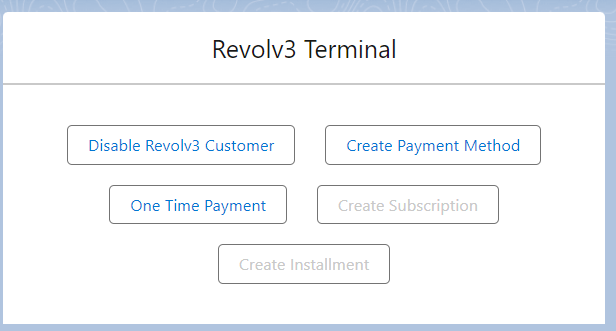 Revolv3 Terminal
Disable Revolv3 Customer
Create Payment Method
One Time Payment
Create Subscription
Create Installment